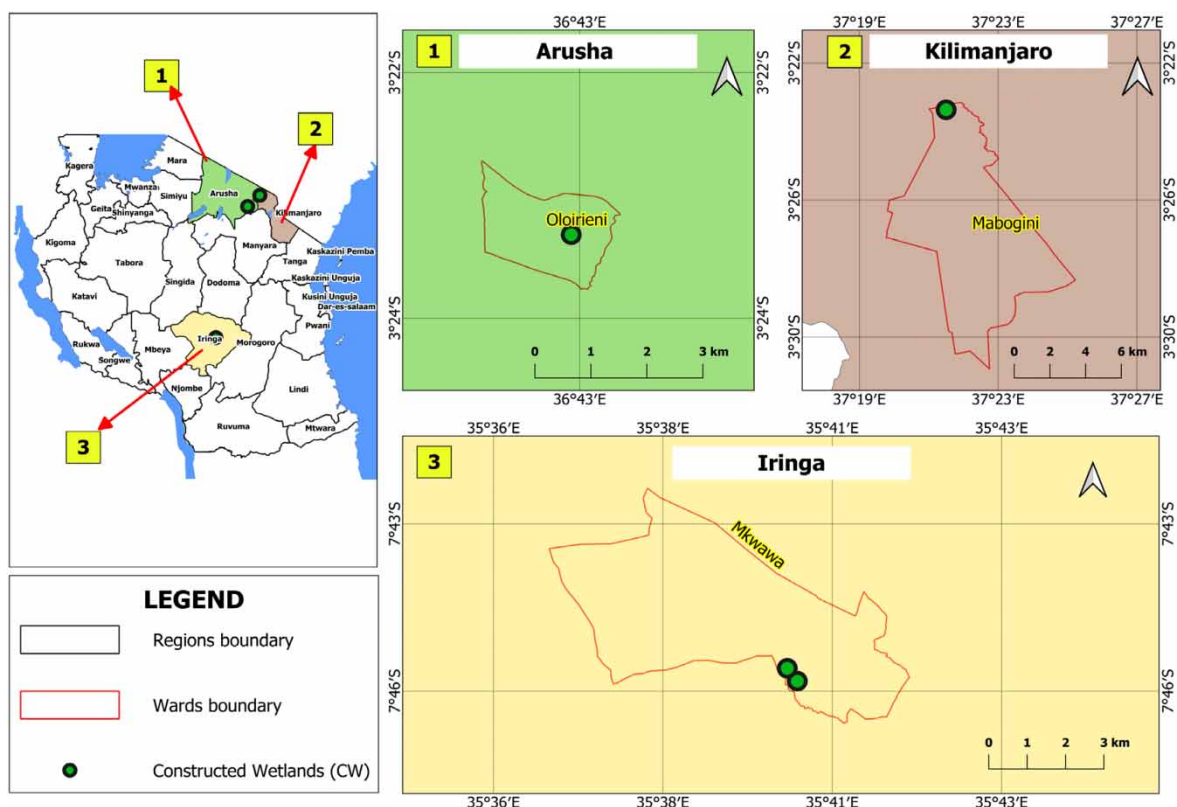 1
2
3
Kagera
Mara
Mwanza
Simiyu
Arusha
Geita
Shinyanga
Kilimanjaro
Kigoma
Manyara
Kaskazini Pemba
Tabora
Tanga
Singida
Dodoma
Kaskazini Unguja
Katavi
Kusini Unguja
Dar-es-salaam
Pwani
Iringa
Morogoro
Rukwa
Mbeya
Songwe
Njombe
Lindi
Ruvuma
Mtwara
LEGEND
Regions boundary
Wards boundary
Constructed Wetlands (CW)
36°43'E
1
Arusha
3°22'S
3°22'S
Oloirieni
3°24'S
3°24'S
0 1 2 3 km
36°43'E
37°19'E 37°23'E 37°27'E
2
Kilimanjaro
3°22'S
3°22'S
3°26'S
3°26'S
Mabogini
3°30'S
3°30'S
0 2 4 6 km
37°19'E 37°23'E 37°27'E
35°36'E 35°38'E 35°41'E 35°43'E
3
Iringa
7°43'S
7°43'S
Mkwawa
7°46'S
7°46'S
0 1 2 3 km
35°36'E 35°38'E 35°41'E 35°43'E